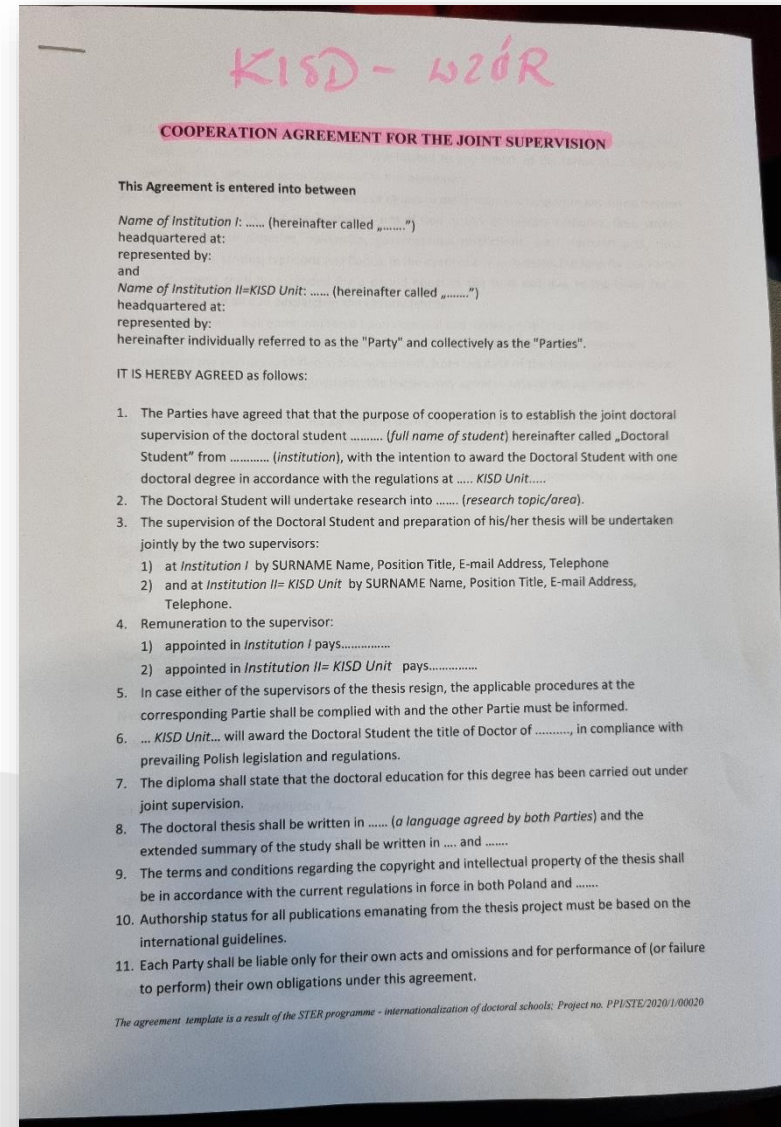 KISD - WZÓR
COOPERATION AGREEMENT FOR THE JOINT SUPERVISION
This Agreement is entered into between
Name of Institution I: ...... (hereinafter called „.......")
headquartered at:
represented by:
and
Name of Institution II=KISD Unit: ...... (hereinafter called „.......")
headquartered at:
represented by:
hereinafter individually referred to as the "Party" and collectively as the "Parties".
IT IS HEREBY AGREED as follows:
1. The Parties have agreed that that the purpose of cooperation is to establish the joint doctoral
supervision of the doctoral student .......... (full name of student) hereinafter called „Doctoral
Student" from ............ (institution), with the intention to award the Doctoral Student with one
doctoral degree in accordance with the regulations at ..... KISD Unit.....
2. The Doctoral Student will undertake research into ....... (research topic/area).
3. The supervision of the Doctoral Student and preparation of his/her thesis will be undertaken
jointly by the two supervisors:
1) at Institution I by SURNAME Name, Position Title, E-mail Address, Telephone
2) and at Institution II= KISD Unit by SURNAME Name, Position Title, E-mail Address,
Telephone.
4. Remuneration to the supervisor:
1) appointed in Institution I pays..............
2) appointed in Institution II= KISD Unit pays..............
5. In case either of the supervisors of the thesis resign, the applicable procedures at the
corresponding Partie shall be complied with and the other Partie must be informed.
6. ... KISD Unit... will award the Doctoral Student the title of Doctor of .........., in compliance with
prevailing Polish legislation and regulations.
7. The diploma shall state that the doctoral education for this degree has been carried out under
joint supervision.
8. The doctoral thesis shall be written in ...... (a language agreed by both Parties) and the
extended summary of the study shall be written in .... and .......
9. The terms and conditions regarding the copyright and intellectual property of the thesis shall
be in accordance with the current regulations in force in both Poland and .......
10. Authorship status for all publications emanating from the thesis project must be based on the
international guidelines.
11. Each Party shall be liable only for their own acts and omissions and for performance of (or failure
to perform) their own obligations under this agreement.
The agreement template is a result of the STER programme - internationalization of doctoral schools; Project no. PPI/STE/2020/1/00020